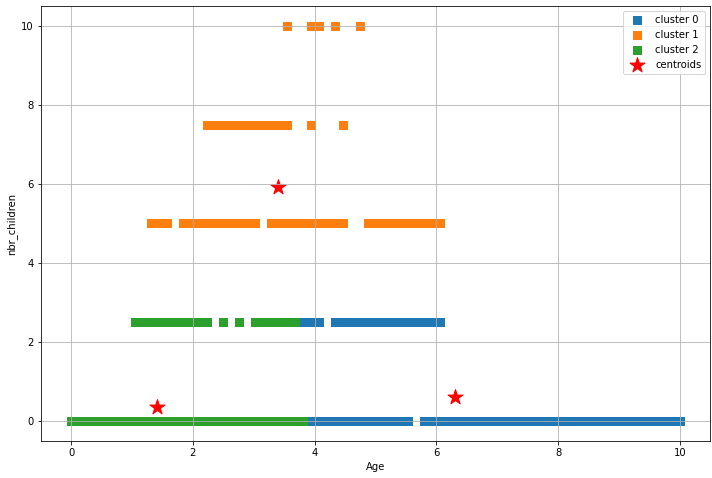 cluster 0
cluster 1
cluster 2
centroids
10
8
6
4
2
0
nbr_children
0 2 4 6 8 10
Age